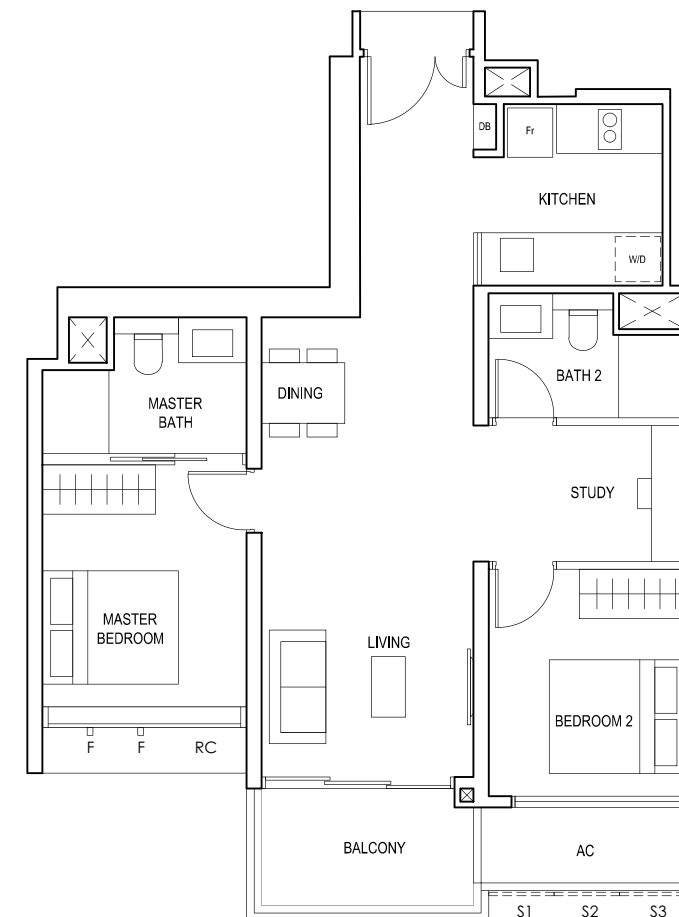 DB
Fr
KITCHEN
W/D
DINING
MASTER
BATH
BATH 2
STUDY
MASTER
BEDROOM
LIVING
BEDROOM 2
F
F
RC
BALCONY
AC
S1
S2
S3